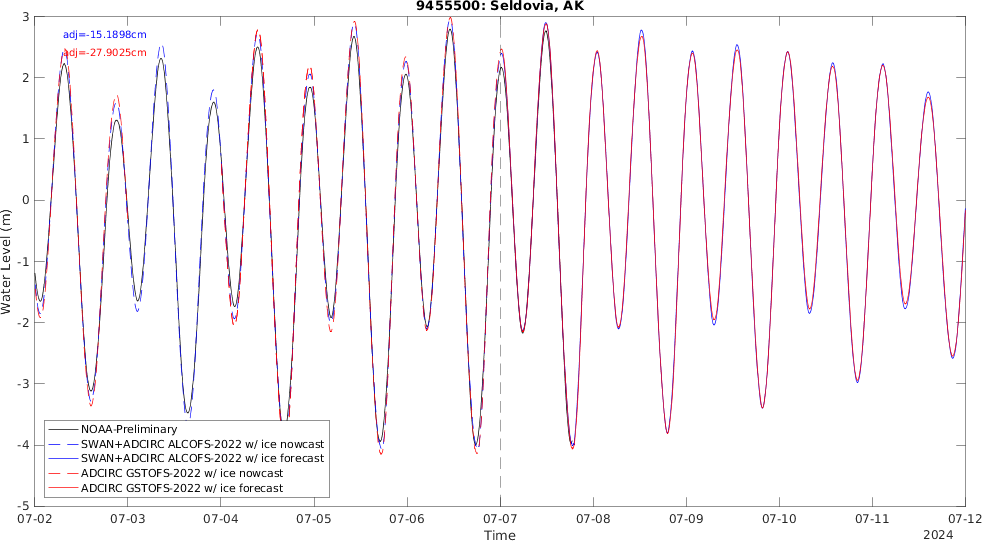 9455500: Seldovia, AK
adj=-15.1898cm
adj=-27.9025cm
Water Level (m)
3
2
1
0
-1
-2
-3
-4
-5
NOAA-Preliminary
SWAN+ADCIRC ALCOFS-2022 w/ ice nowcast
SWAN+ADCIRC ALCOFS-2022 w/ ice forecast
ADCIRC GSTOFS-2022 w/ ice nowcast
ADCIRC GSTOFS-2022 w/ ice forecast
07-02 07-03 07-04 07-05 07-06 07-07 07-08 07-09 07-10 07-11 07-12
Time
2024